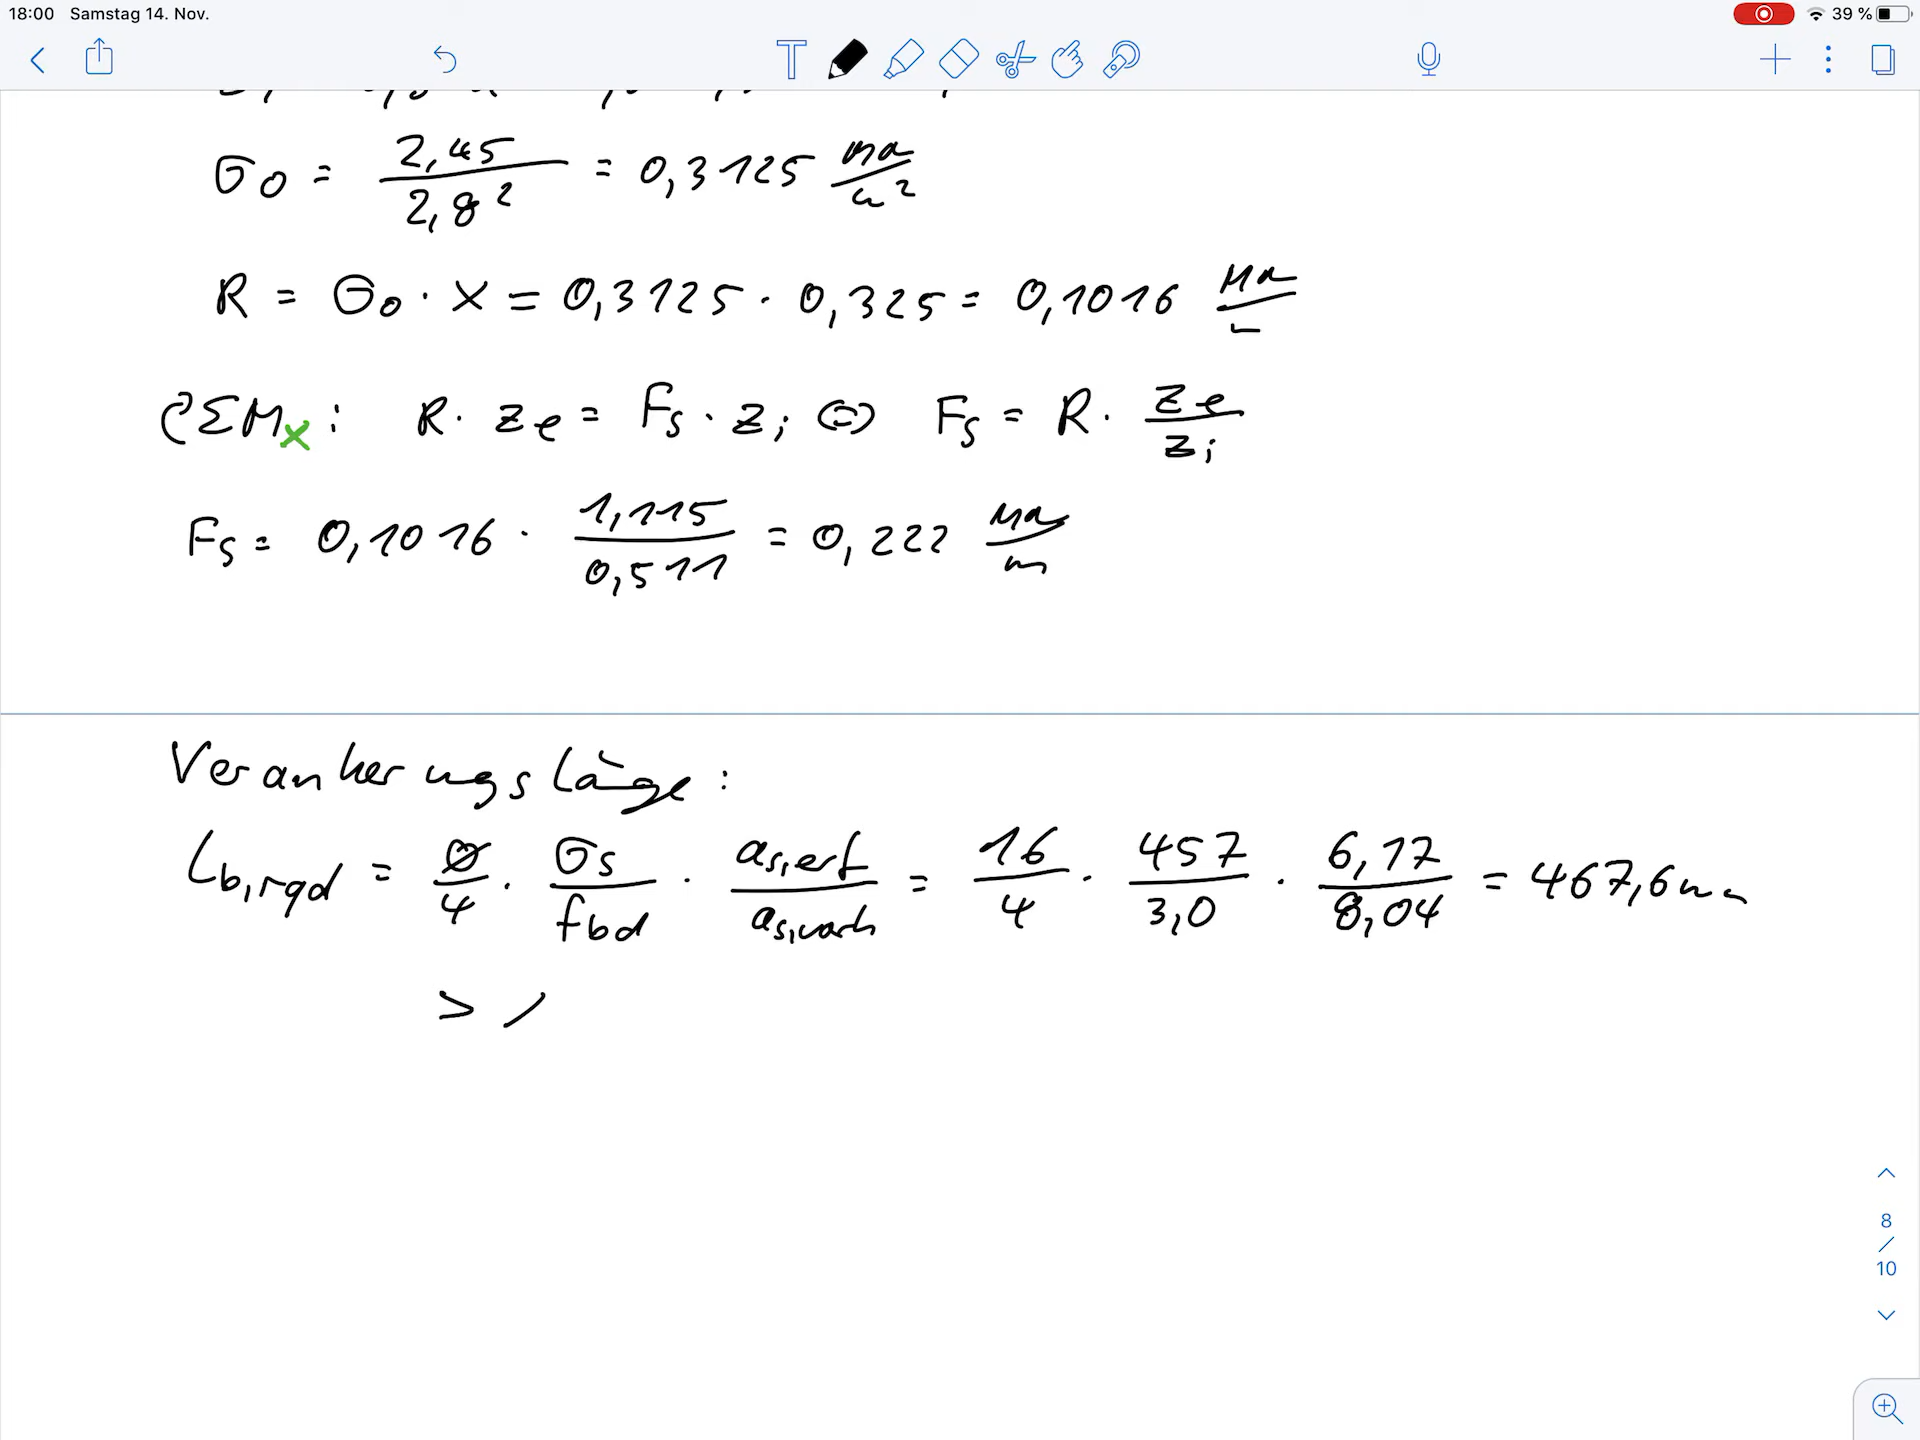 18:00 Samstag 14. Nov. 39 %
σ0 = 2,45 / 2,8² = 0,3125 MN/m²
R = σ0 · x = 0,3125 · 0,325 = 0,1016 MN/m
ΣMx: R · ze = Fs · zi ⇔ Fs = R · ze/zi
Fs = 0,1016 · 1,115/0,511 = 0,222 MN/m
Verankerungslänge:
Lb,rqd = Ø/4 · σs/fbd · as,erf/as,vorh = 16/4 · 457/3,0 · 6,17/8,04 = 467,6mm
>
8
/
10